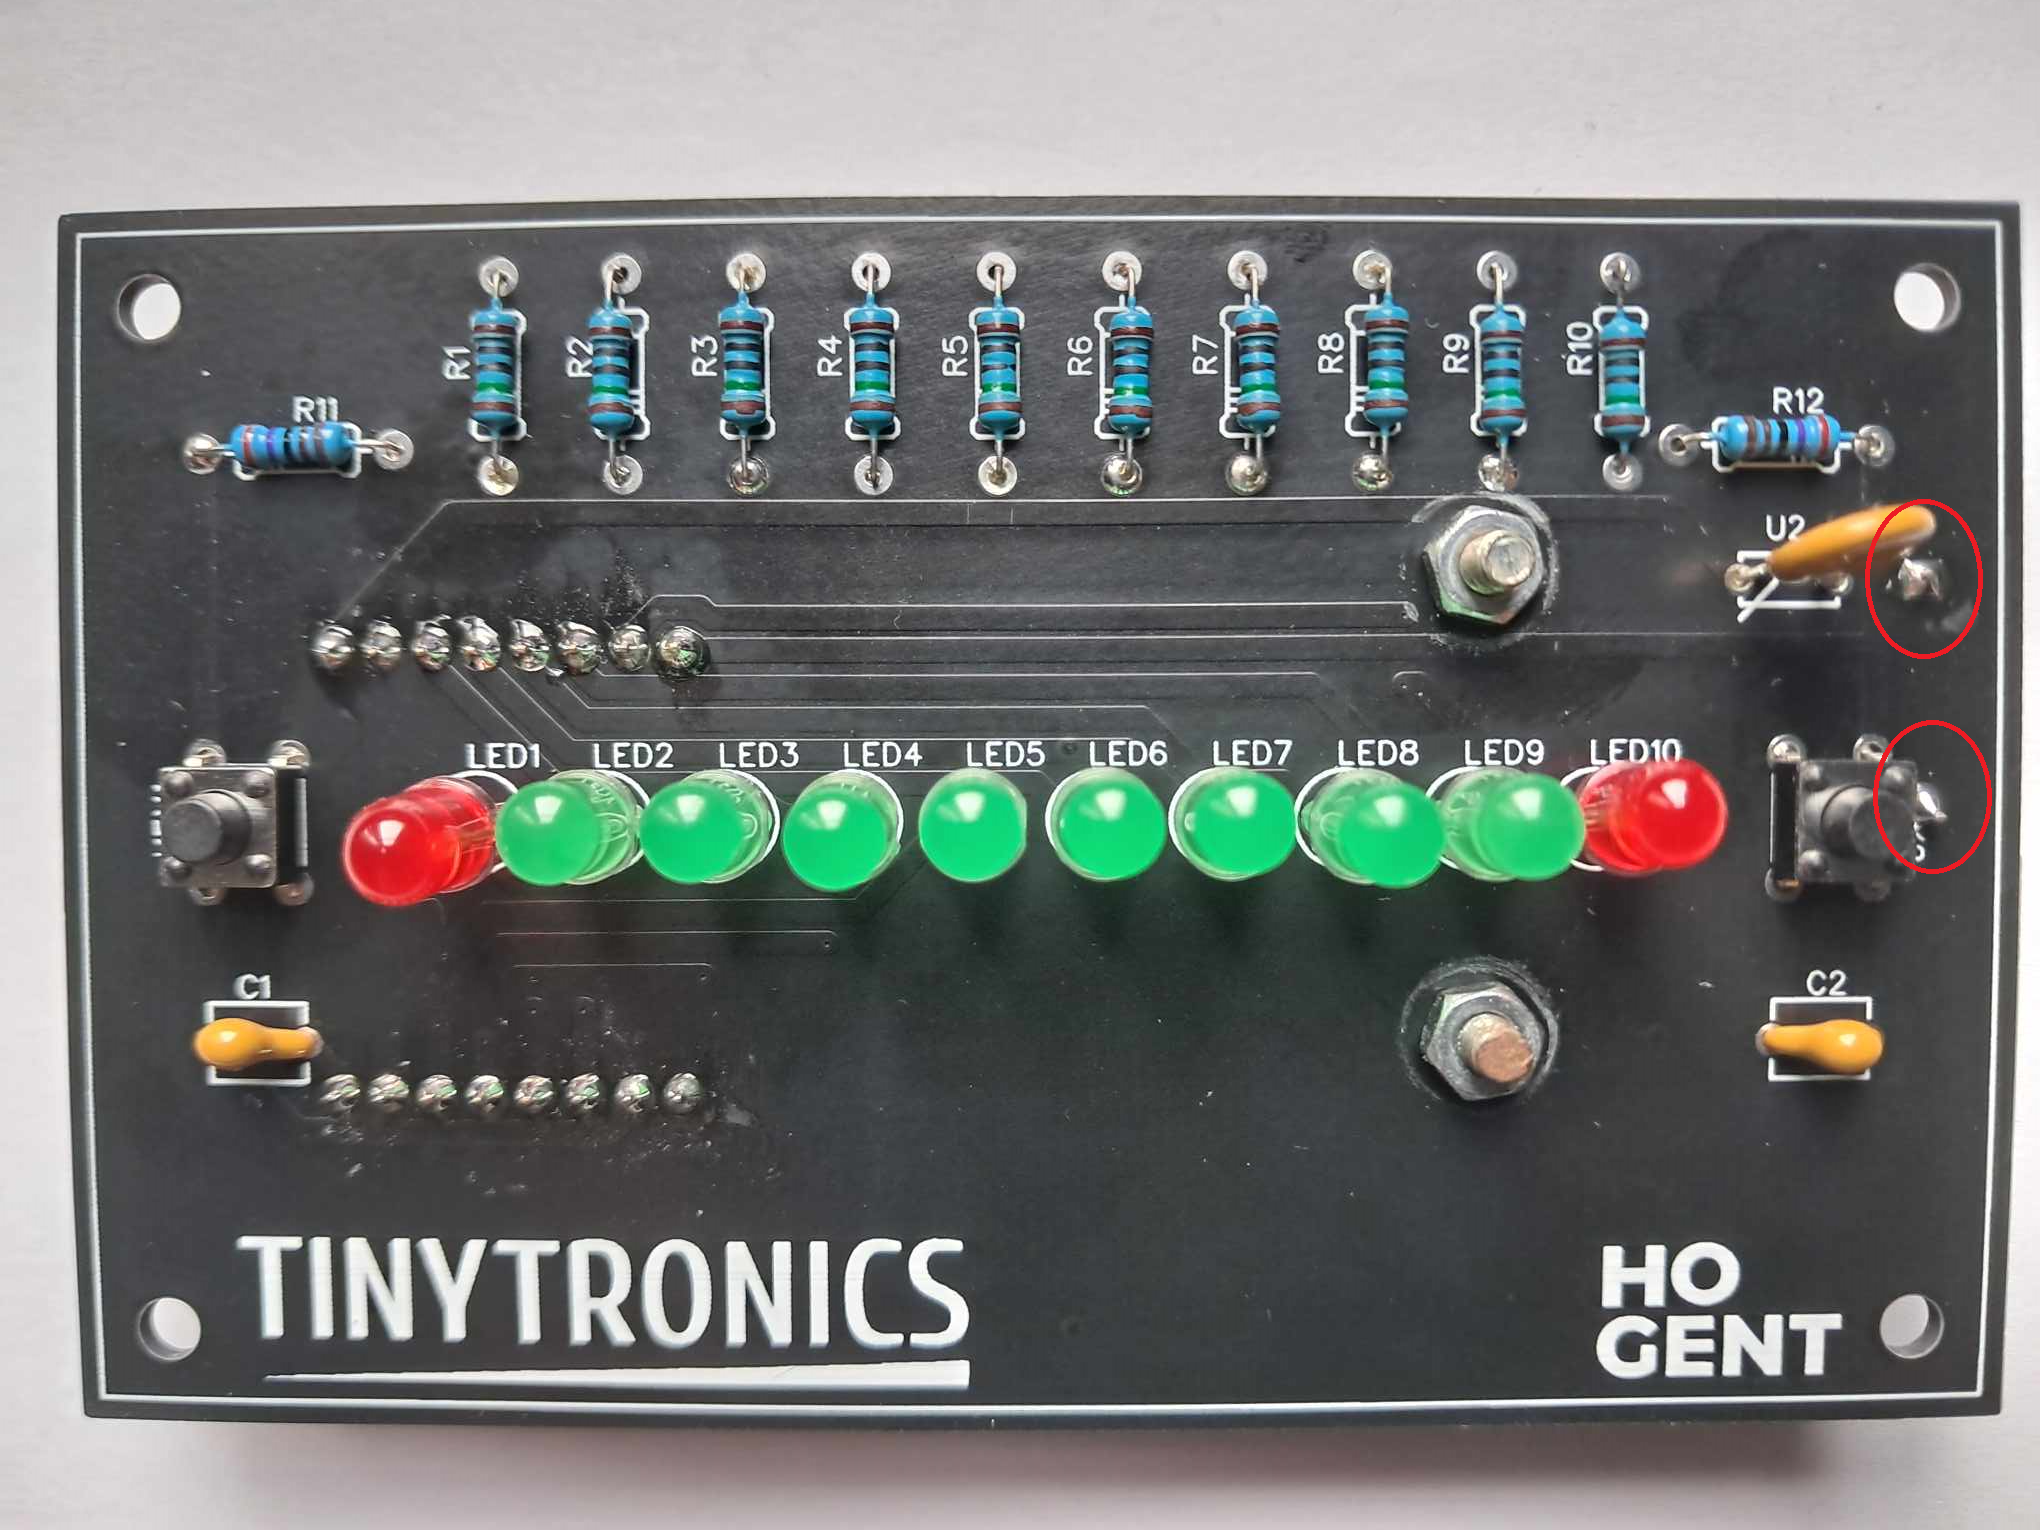 R1 R2 R3 R4 R5 R6 R7 R8 R9 R10
R11 R12
U2
LED1 LED2 LED3 LED4 LED5 LED6 LED7 LED8 LED9 LED10
C1 C2
TINYTRONICS
HO
GENT